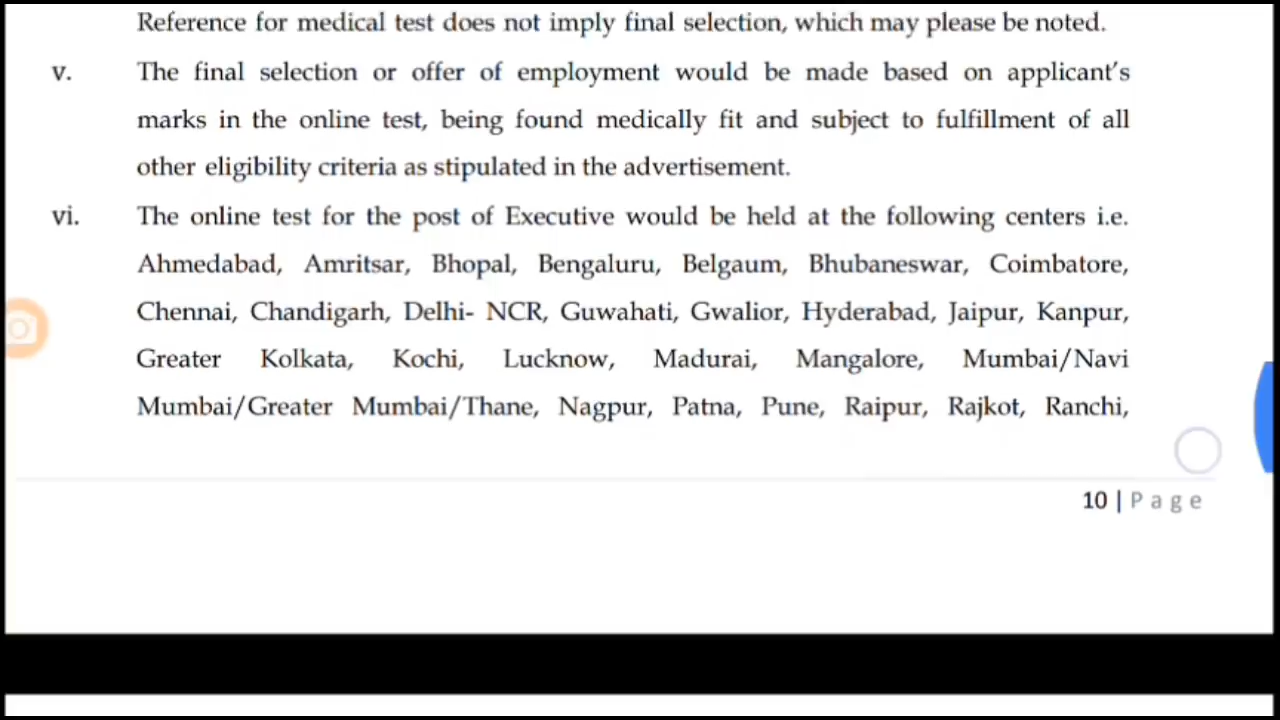 Reference for medical test does not imply final selection, which may please be noted.
v. The final selection or offer of employment would be made based on applicant's
marks in the online test, being found medically fit and subject to fulfillment of all
other eligibility criteria as stipulated in the advertisement.
vi. The online test for the post of Executive would be held at the following centers i.e.
Ahmedabad, Amritsar, Bhopal, Bengaluru, Belgaum, Bhubaneswar, Coimbatore,
Chennai, Chandigarh, Delhi- NCR, Guwahati, Gwalior, Hyderabad, Jaipur, Kanpur,
Greater Kolkata, Kochi, Lucknow, Madurai, Mangalore, Mumbai/Navi
Mumbai/Greater Mumbai/Thane, Nagpur, Patna, Pune, Raipur, Rajkot, Ranchi,
10 | P a g e